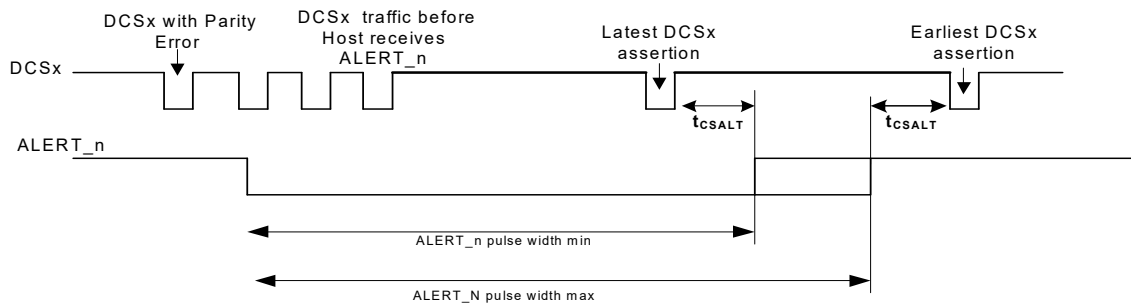 DCSx with Parity
Error
DCSx traffic before
Host receives
ALERT_n
Latest DCSx
assertion
Earliest DCSx
assertion
DCSx
tCSALT
tCSALT
ALERT_n
ALERT_n pulse width min
ALERT_N pulse width max